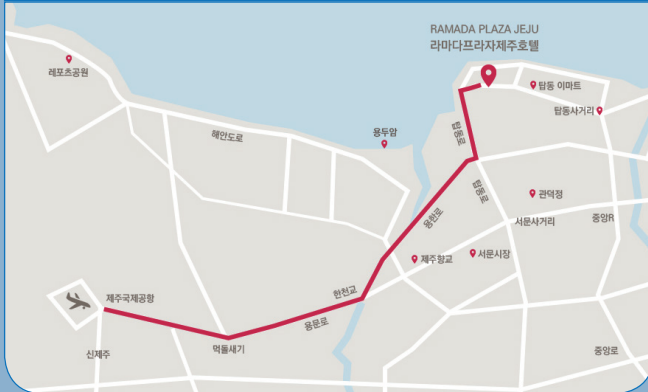 RAMADA PLAZA JEJU
라마다프라자제주호텔
레포츠공원
탑동 이마트
탑동사거리
용두암
해안도로
탑동로
탑동로
관덕정
용한로
서문사거리
중앙R
제주향교
서문시장
한천교
제주국제공항
용문로
먹돌새기
신제주
중앙로